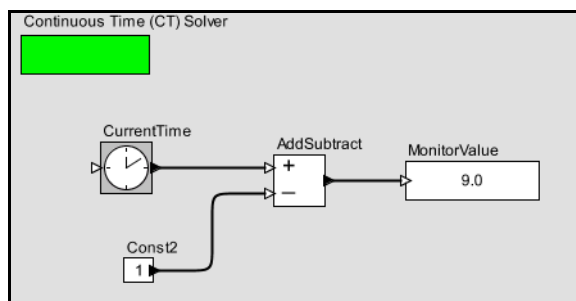 Continuous Time (CT) Solver
CurrentTime
AddSubtract
MonitorValue
+
9.0
–
Const2
1